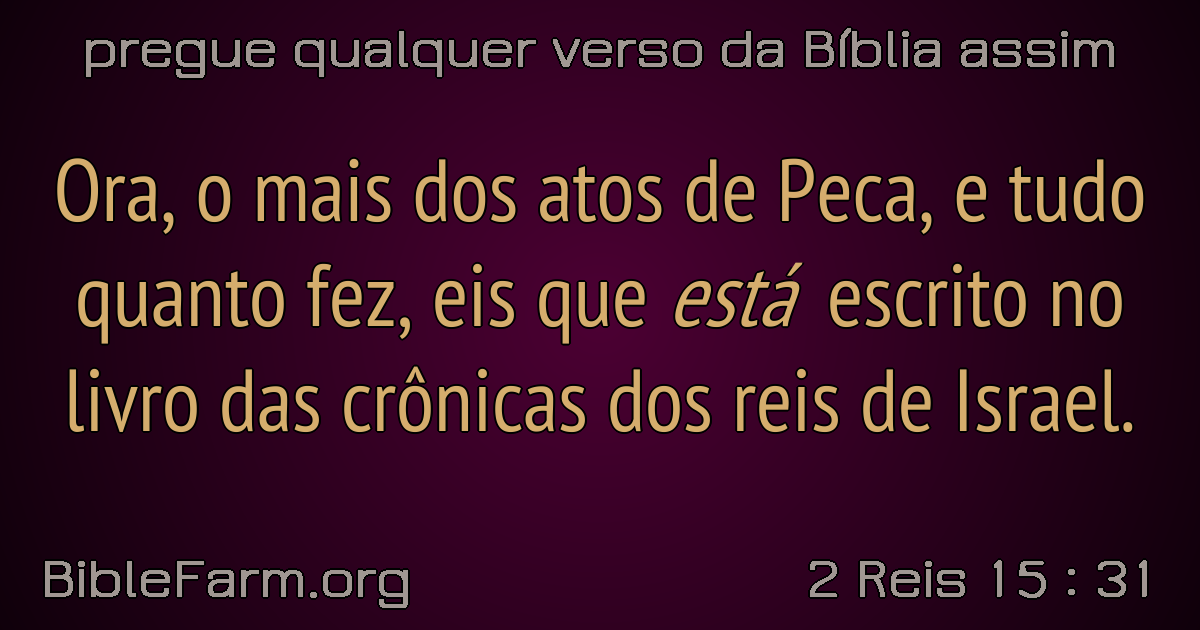 pregue qualquer verso da Bíblia assim
Ora, o mais dos atos de Peca, e tudo
quanto fez, eis que está escrito no
livro das crônicas dos reis de Israel.
BibleFarm.org
2 Reis 15 : 31